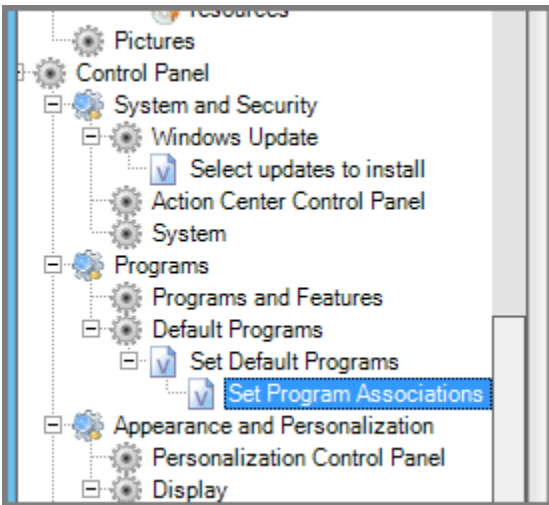 resources
Pictures
Control Panel
System and Security
Windows Update
Select updates to install
Action Center Control Panel
System
Programs
Programs and Features
Default Programs
Set Default Programs
Set Program Associations
Appearance and Personalization
Personalization Control Panel
Display